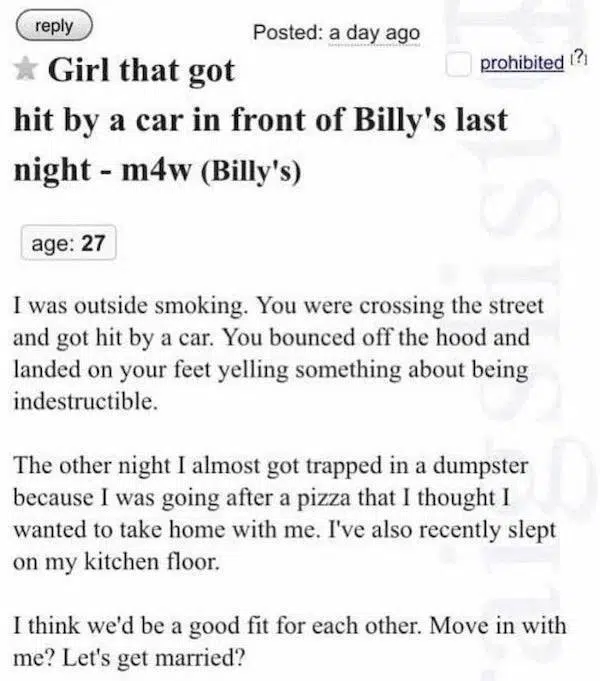 reply
Posted: a day ago
prohibited [?]
Girl that got
hit by a car in front of Billy's last
night - m4w (Billy's)
age: 27
I was outside smoking. You were crossing the street
and got hit by a car. You bounced off the hood and
landed on your feet yelling something about being
indestructible.
The other night I almost got trapped in a dumpster
because I was going after a pizza that I thought I
wanted to take home with me. I've also recently slept
on my kitchen floor.
I think we'd be a good fit for each other. Move in with
me? Let's get married?